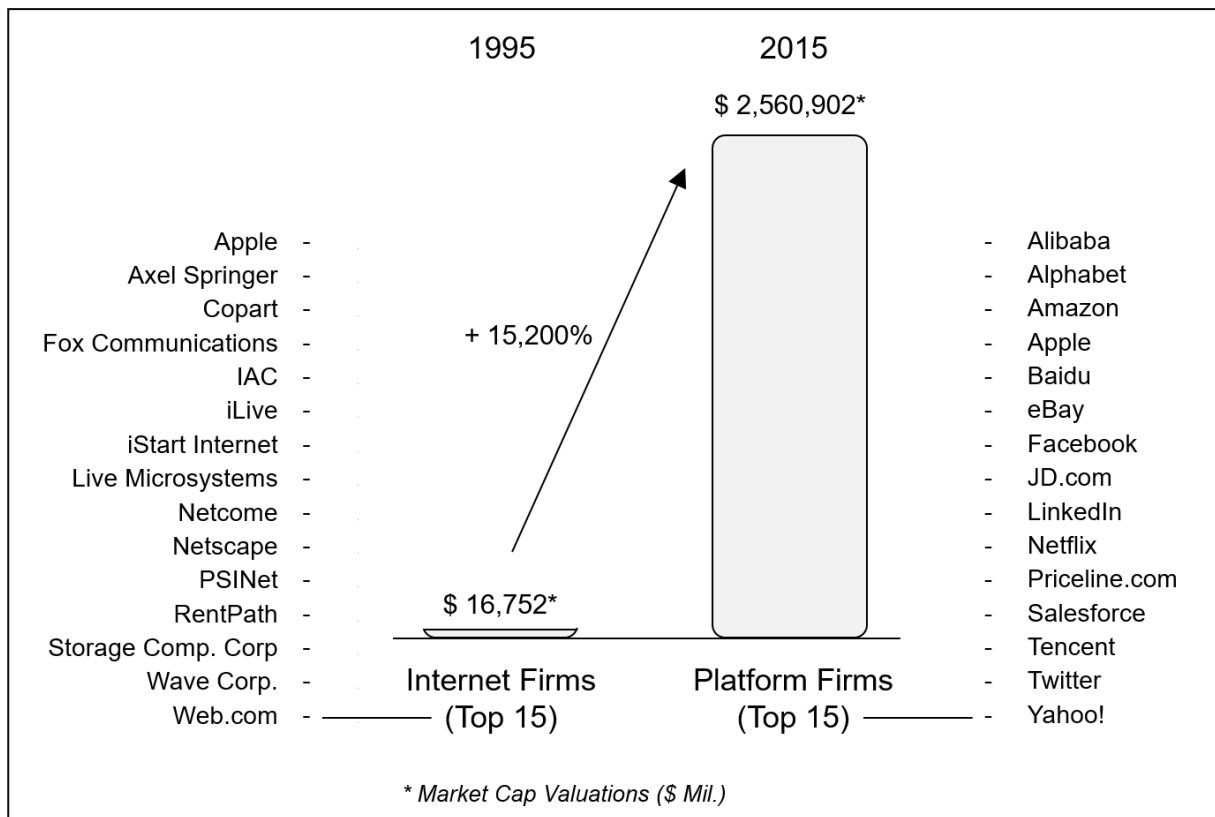 1995
2015
$ 2,560,902*
Apple -
Axel Springer -
Copart -
Fox Communications -
IAC -
iLive -
iStart Internet -
Live Microsystems -
Netcome -
Netscape -
PSINet -
RentPath -
Storage Comp. Corp -
Wave Corp. -
Web.com -
+ 15,200%
$ 16,752*
Internet Firms
(Top 15)
Platform Firms
(Top 15)
- Alibaba
- Alphabet
- Amazon
- Apple
- Baidu
- eBay
- Facebook
- JD.com
- LinkedIn
- Netflix
- Priceline.com
- Salesforce
- Tencent
- Twitter
- Yahoo!
* Market Cap Valuations ($ Mil.)